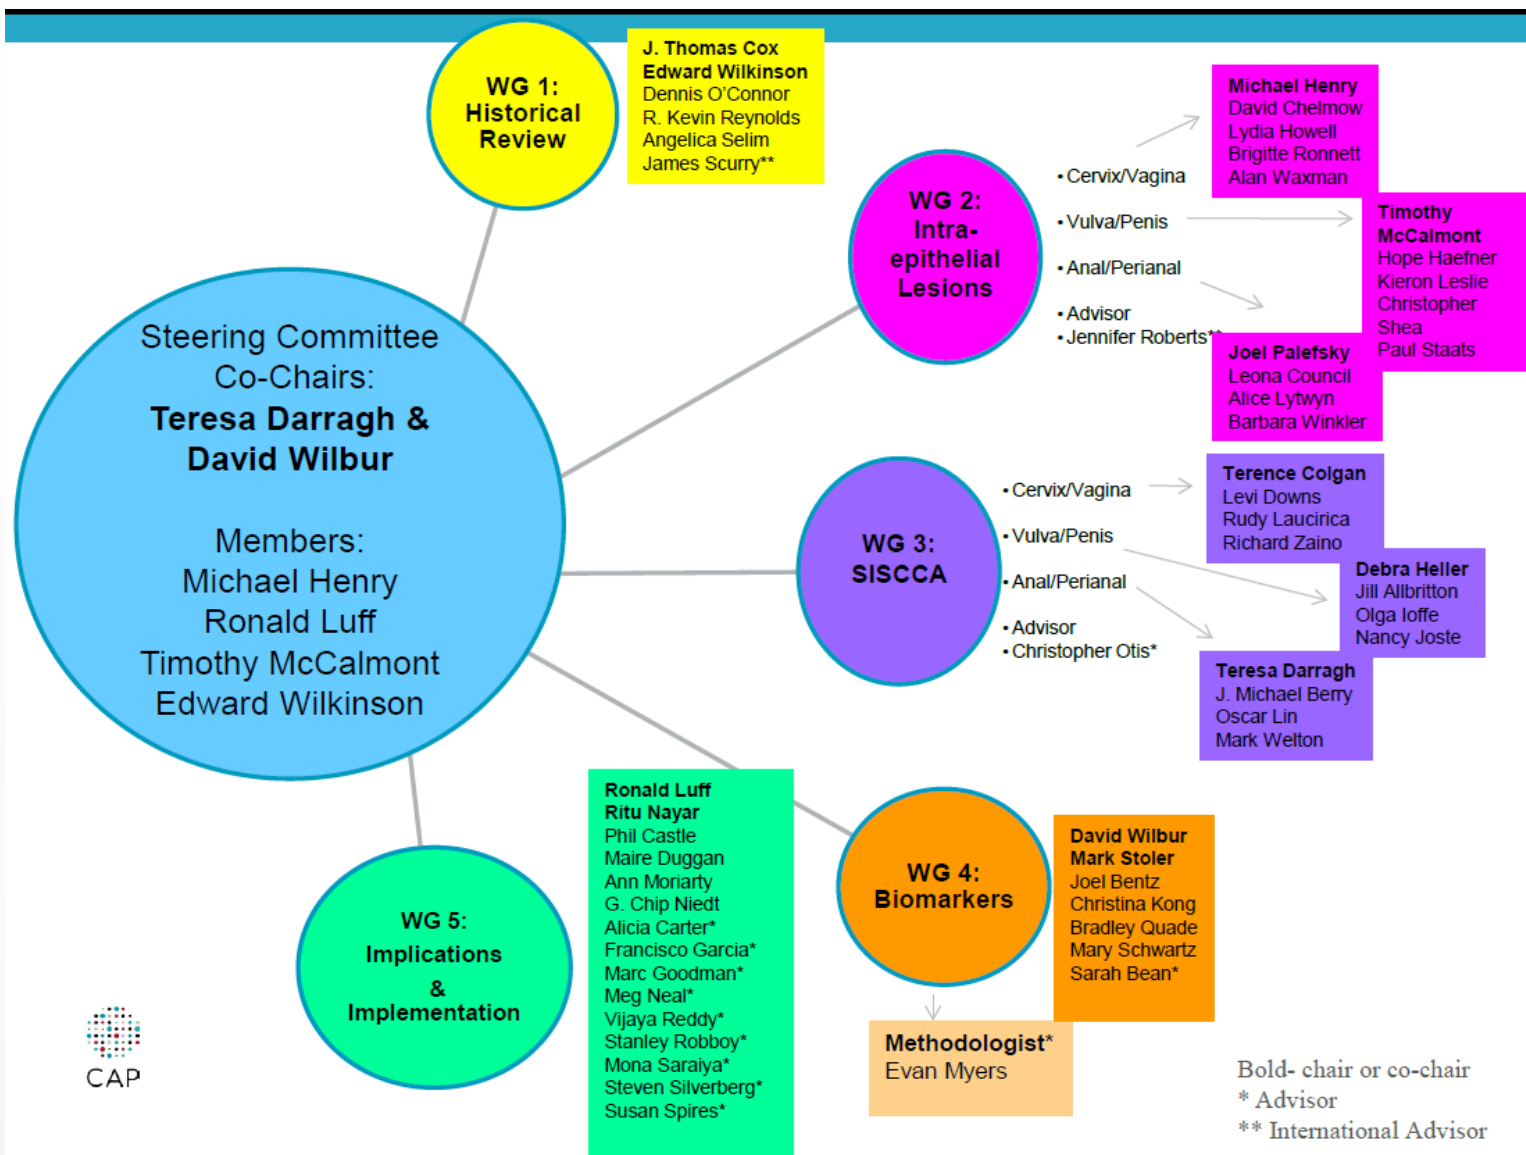 WG 1:
Historical
Review
J. Thomas Cox
Edward Wilkinson
Dennis O'Connor
R. Kevin Reynolds
Angelica Selim
James Scurry**
WG 2:
Intra-
epithelial
Lesions
• Cervix/Vagina
• Vulva/Penis
• Anal/Perianal
• Advisor
• Jennifer Roberts**
Michael Henry
David Chelmow
Lydia Howell
Brigitte Ronnett
Alan Waxman
Timothy
McCalmont
Hope Haefner
Kieron Leslie
Christopher
Shea
Paul Staats
Joel Palefsky
Leona Council
Alice Lytwyn
Barbara Winkler
Steering Committee
Co-Chairs:
Teresa Darragh &
David Wilbur
Members:
Michael Henry
Ronald Luff
Timothy McCalmont
Edward Wilkinson
WG 3:
SISCCA
• Cervix/Vagina
• Vulva/Penis
• Anal/Perianal
• Advisor
• Christopher Otis*
Terence Colgan
Levi Downs
Rudy Laucirica
Richard Zaino
Debra Heller
Jill Allbritton
Olga Ioffe
Nancy Joste
Teresa Darragh
J. Michael Berry
Oscar Lin
Mark Welton
WG 5:
Implications
&
Implementation
Ronald Luff
Ritu Nayar
Phil Castle
Maire Duggan
Ann Moriarty
G. Chip Niedt
Alicia Carter*
Francisco Garcia*
Marc Goodman*
Meg Neal*
Vijaya Reddy*
Stanley Robboy*
Mona Saraiya*
Steven Silverberg*
Susan Spires*
WG 4:
Biomarkers
David Wilbur
Mark Stoler
Joel Bentz
Christina Kong
Bradley Quade
Mary Schwartz
Sarah Bean*
Methodologist*
Evan Myers
CAP
Bold- chair or co-chair
* Advisor
** International Advisor